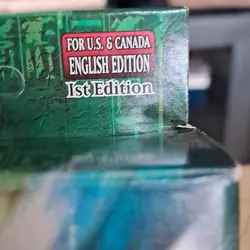 FOR U.S. & CANADA
ENGLISH EDITION
1st Edition